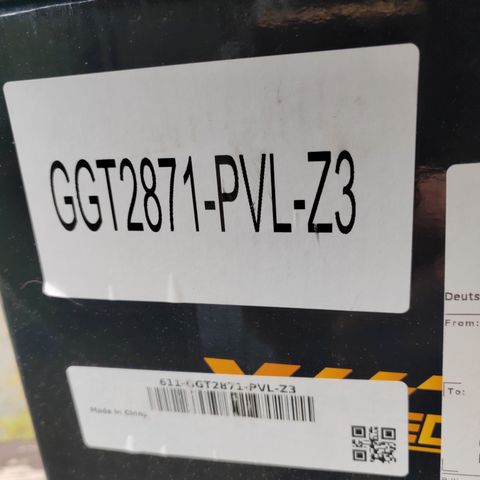 GGT2871-PVL-Z3
611-GGT2871-PVL-Z3
Made in China
Deuts
From:
To: